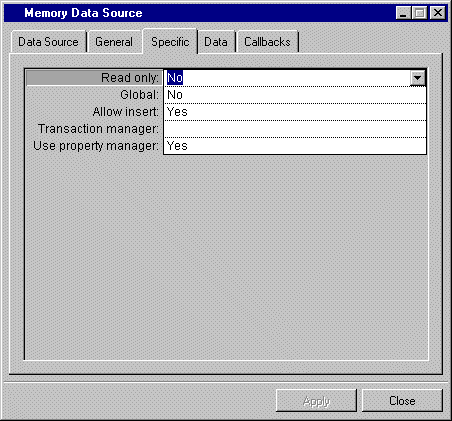 Memory Data Source
Data Source General Specific Data Callbacks
Read only: No
Global: No
Allow insert: Yes
Transaction manager:
Use property manager: Yes
Apply Close